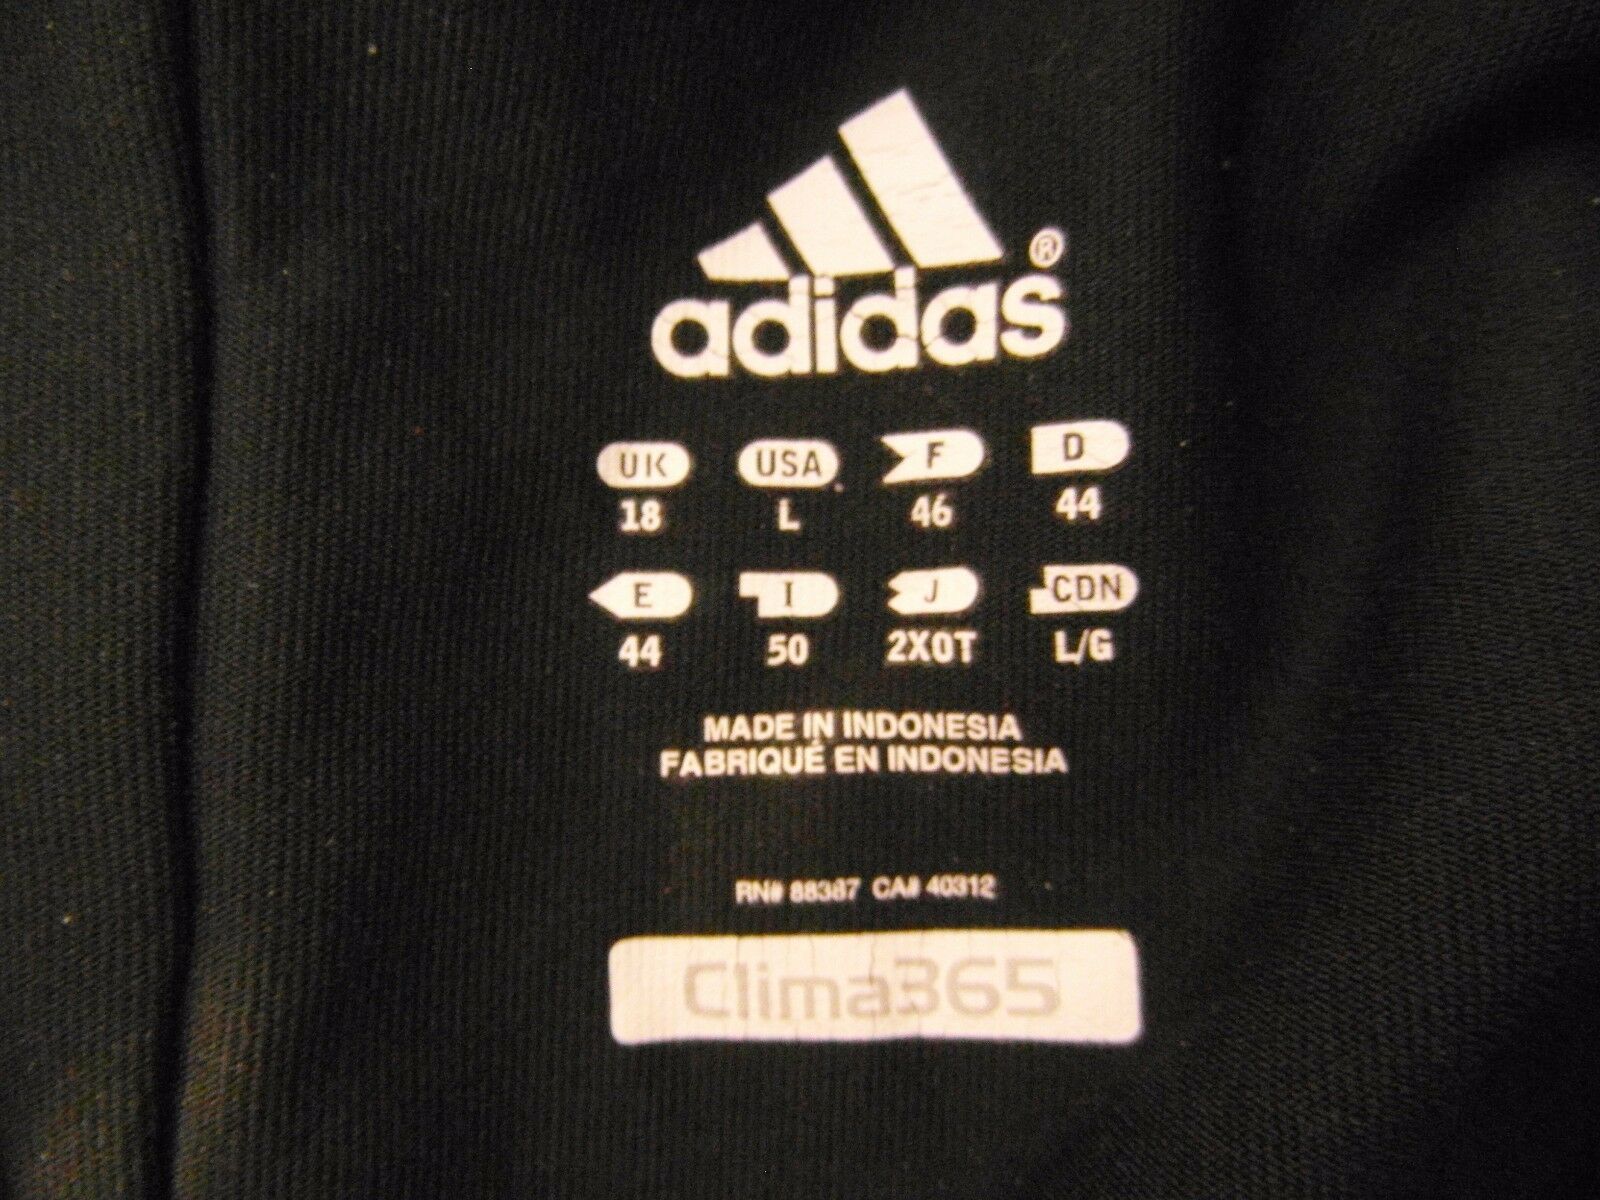 adidas®
UK USA F D
18 L 46 44
E I J CDN
44 50 2XOT L/G
MADE IN INDONESIA
FABRIQUÉ EN INDONESIA
RN# 88387 CA# 40312
Clima365